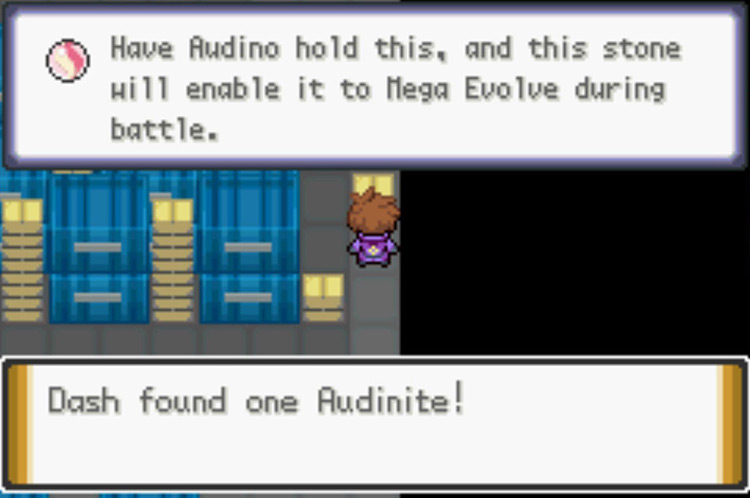 Have Audino hold this, and this stone
will enable it to Mega Evolve during
battle.
Dash found one Audinite!